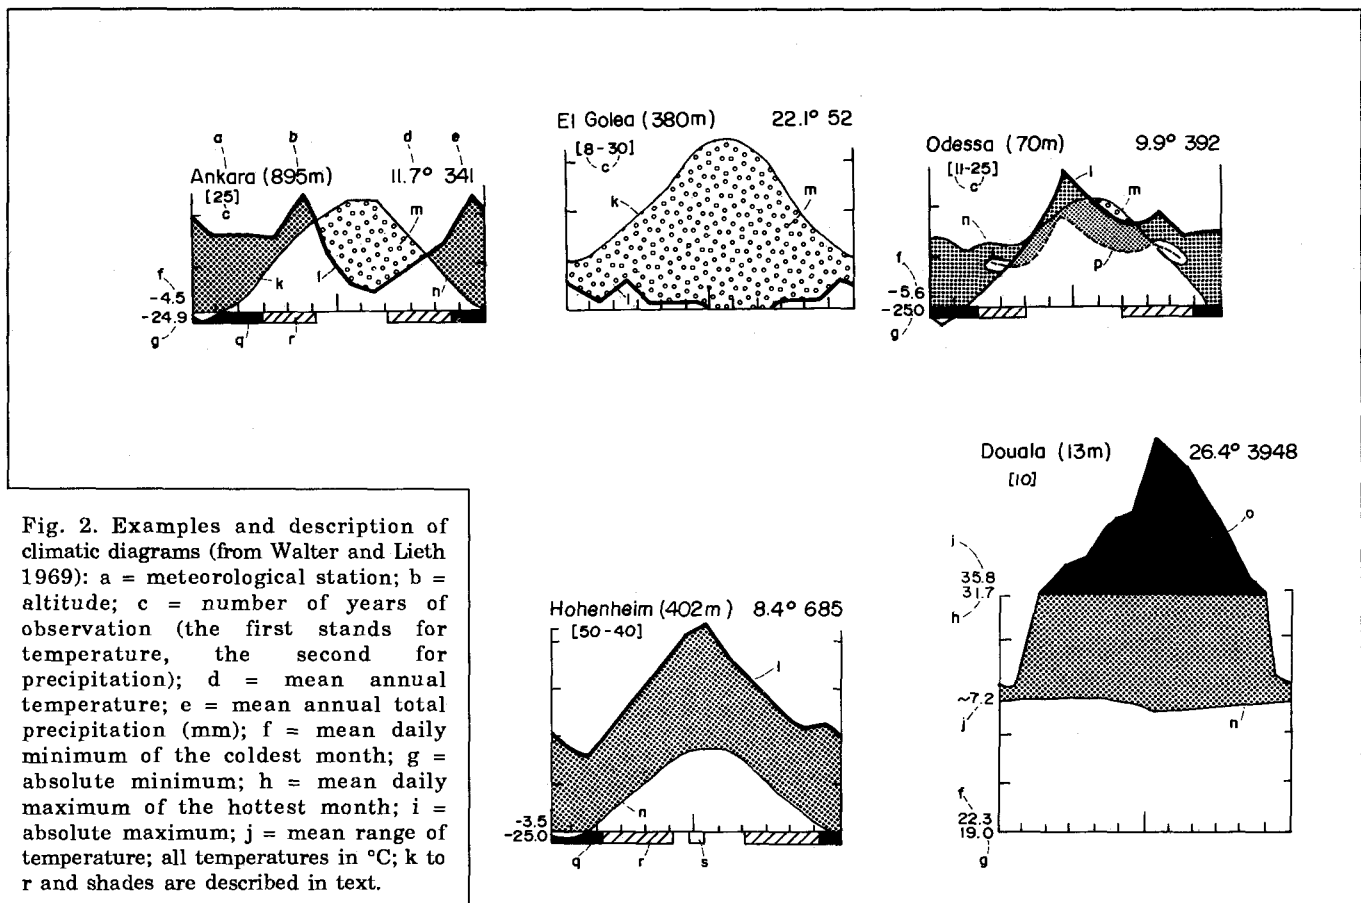 a b d e
Ankara (895m) 11.7° 341
[25]
c
k l m n
f
-4.5
-24.9
g q r
El Golea (380m) 22.1° 52
[8-30]
c
k m
l
Odessa (70m) 9.9° 392
[11-25]
c
l m
n
p
f
-5.6
-25.0
g
Hohenheim (402m) 8.4° 685
[50-40]
l
n
-3.5
-25.0
q r s
Douala (13m) 26.4° 3948
[10]
o
j
35.8
31.7
h
~7.2
j n
f
22.3
19.0
g
Fig. 2. Examples and description of
climatic diagrams (from Walter and Lieth
1969): a = meteorological station; b =
altitude; c = number of years of
observation (the first stands for
temperature, the second for
precipitation); d = mean annual
temperature; e = mean annual total
precipitation (mm); f = mean daily
minimum of the coldest month; g =
absolute minimum; h = mean daily
maximum of the hottest month; i =
absolute maximum; j = mean range of
temperature; all temperatures in °C; k to
r and shades are described in text.